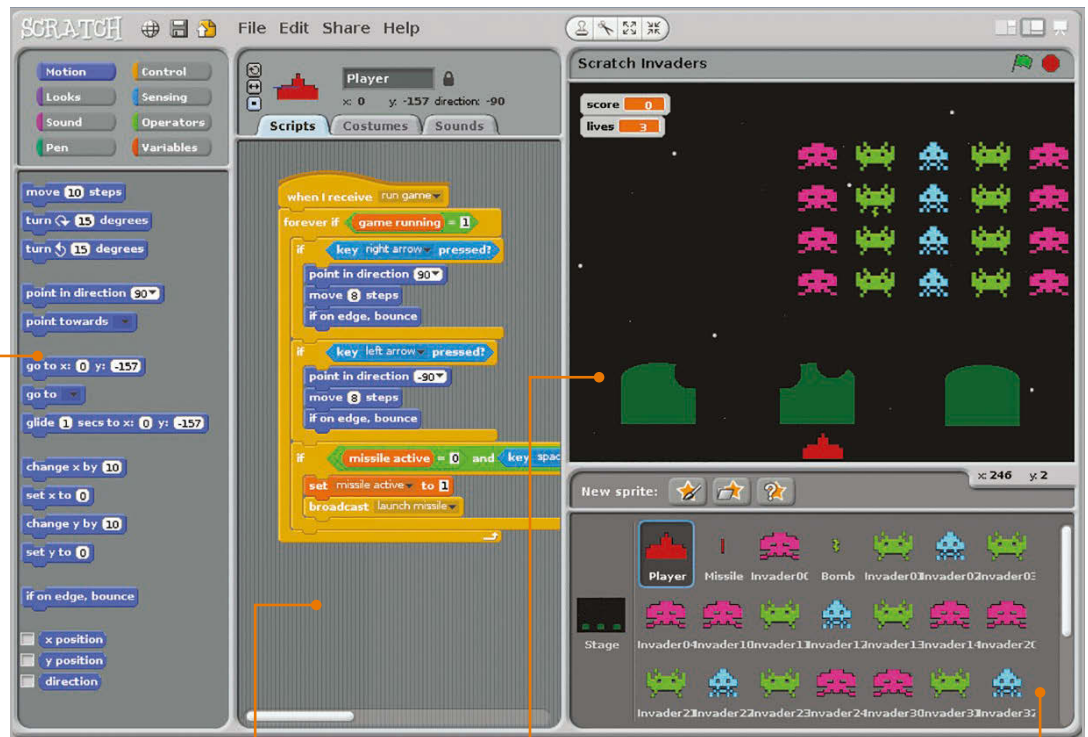 SCRATCH File Edit Share Help
Motion Control
Looks Sensing
Sound Operators
Pen Variables
move 10 steps
turn 15 degrees
turn 15 degrees
point in direction 90
point towards
go to x: 0 y: -157
go to
glide 1 secs to x: 0 y: -157
change x by 10
set x to 0
change y by 10
set y to 0
if on edge, bounce
x position
y position
direction
Player
x: 0 y: -157 direction: -90
Scripts Costumes Sounds
when I receive run game
forever if game running = 1
if key right arrow pressed?
point in direction 90
move 8 steps
if on edge, bounce
if key left arrow pressed?
point in direction -90
move 8 steps
if on edge, bounce
if missile active = 0 and key spac
set missile active to 1
broadcast launch missile
Scratch Invaders
score 0
lives 3
x: 246 y: 2
New sprite:
Player Missile Invader0 Bomb Invader01 Invader02 Invader03
Stage
Invader04 Invader10 Invader11 Invader12 Invader13 Invader14 Invader20
Invader21 Invader22 Invader23 Invader24 Invader30 Invader31 Invader32